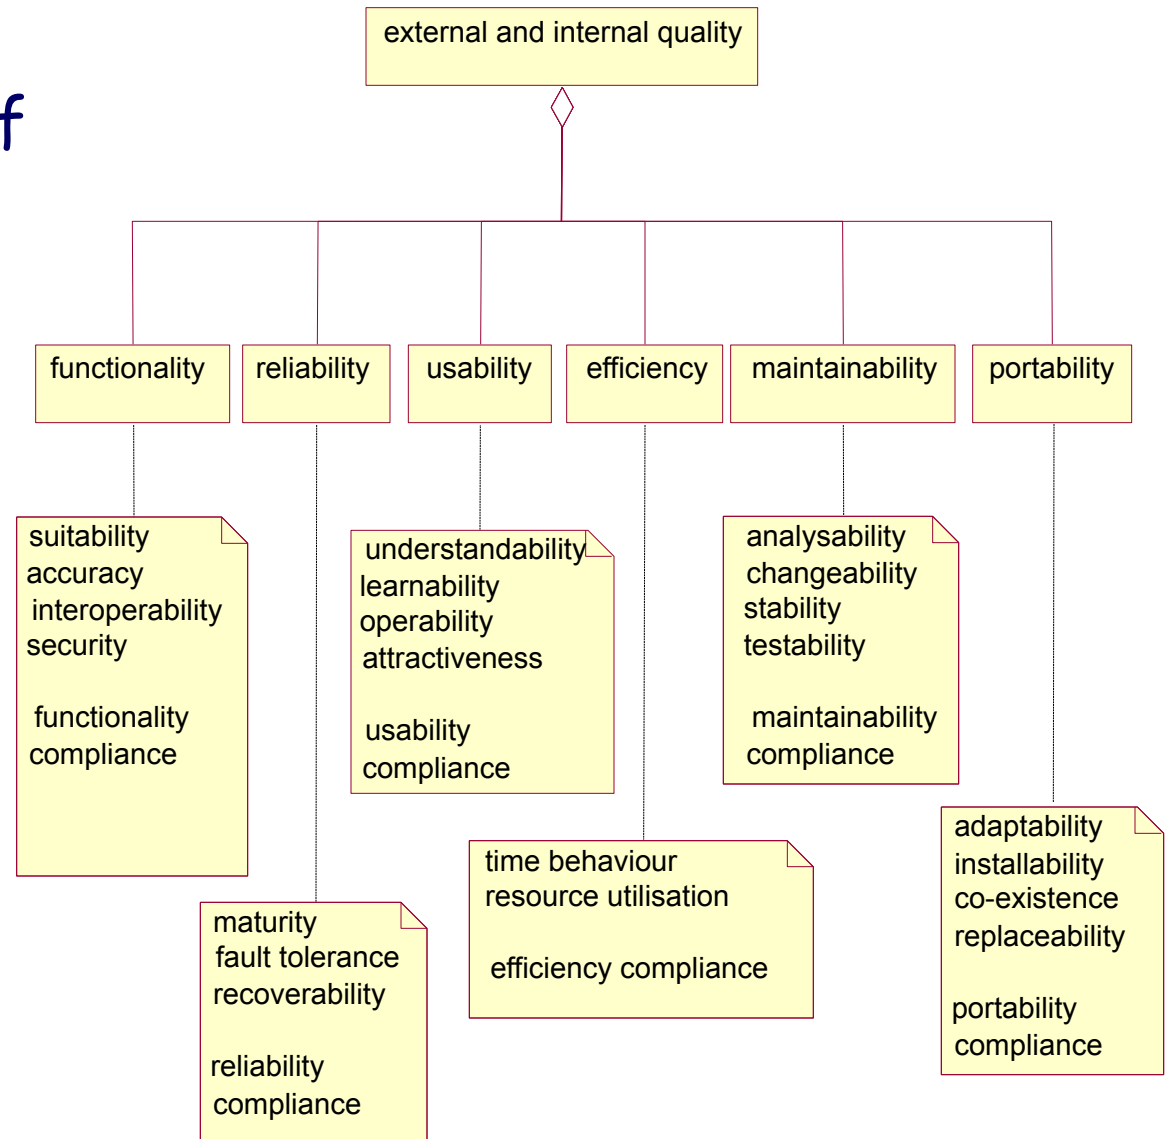 external and internal quality
f
functionality
reliability
usability
efficiency
maintainability
portability
suitability
accuracy
interoperability
security
functionality
compliance
understandability
learnability
operability
attractiveness
usability
compliance
analysability
changeability
stability
testability
maintainability
compliance
adaptability
installability
co-existence
replaceability
portability
compliance
time behaviour
resource utilisation
efficiency compliance
maturity
fault tolerance
recoverability
reliability
compliance